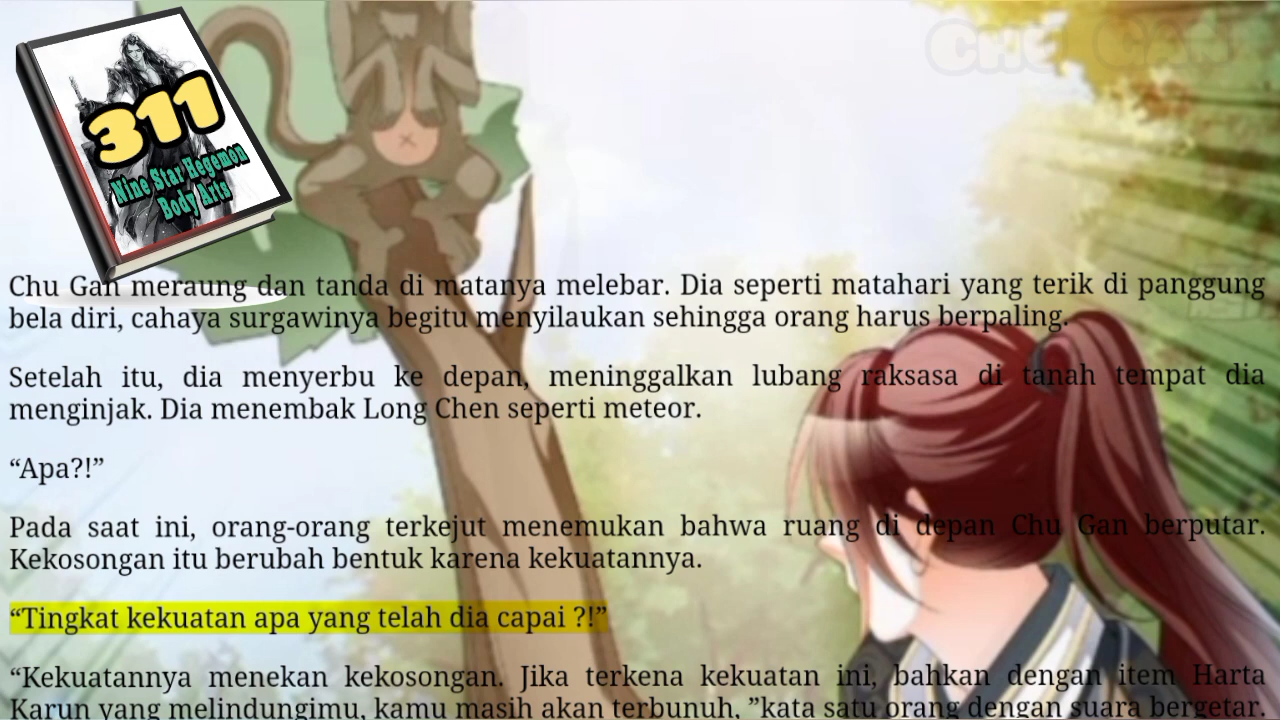 CHU GAN
311
Nine Star Hegemon
Body Arts
Chu Gan meraung dan tanda di matanya melebar. Dia seperti matahari yang terik di panggung
bela diri, cahaya surgawinya begitu menyilaukan sehingga orang harus berpaling.
Setelah itu, dia menyerbu ke depan, meninggalkan lubang raksasa di tanah tempat dia
menginjak. Dia menembak Long Chen seperti meteor.
“Apa?!”
Pada saat ini, orang-orang terkejut menemukan bahwa ruang di depan Chu Gan berputar.
Kekosongan itu berubah bentuk karena kekuatannya.
“Tingkat kekuatan apa yang telah dia capai ?!”
“Kekuatannya menekan kekosongan. Jika terkena kekuatan ini, bahkan dengan item Harta
Karun yang melindungimu, kamu masih akan terbunuh, ”kata satu orang dengan suara bergetar.